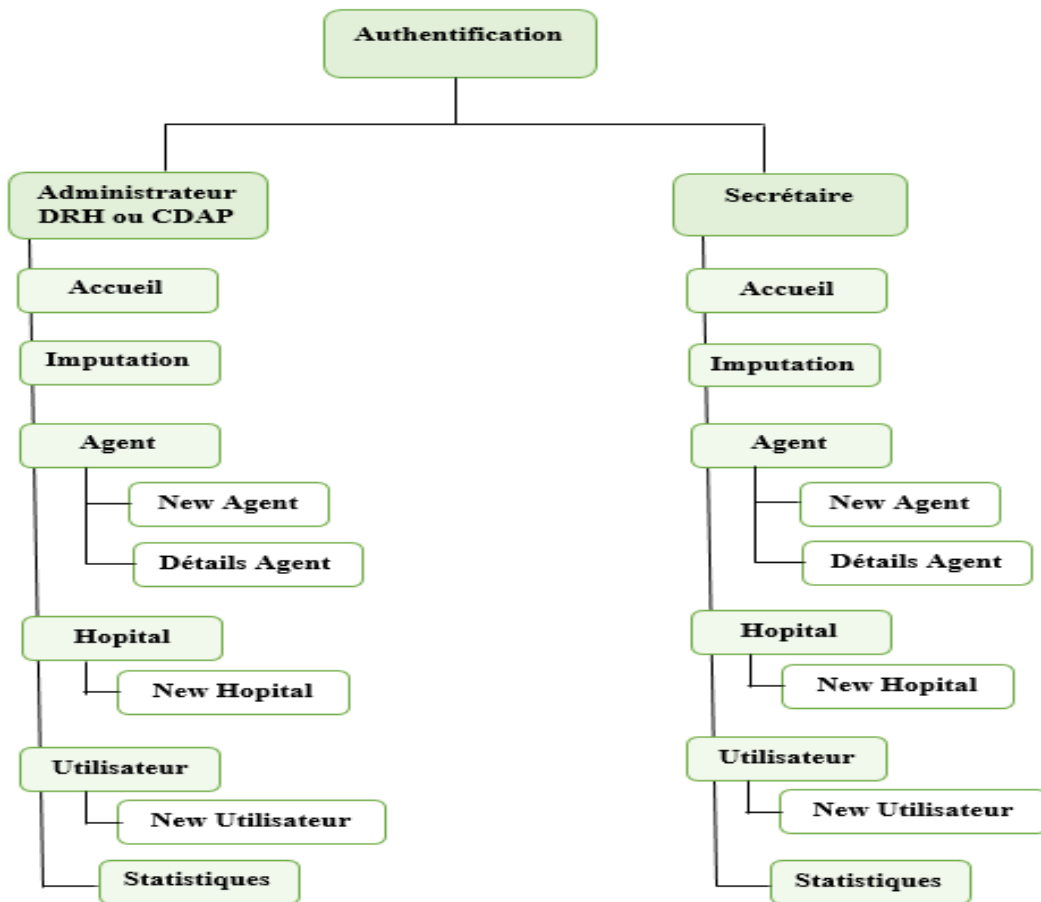 Authentification
Administrateur
DRH ou CDAP
Accueil
Imputation
Agent
New Agent
Détails Agent
Hopital
New Hopital
Utilisateur
New Utilisateur
Statistiques
Secrétaire
Accueil
Imputation
Agent
New Agent
Détails Agent
Hopital
New Hopital
Utilisateur
New Utilisateur
Statistiques